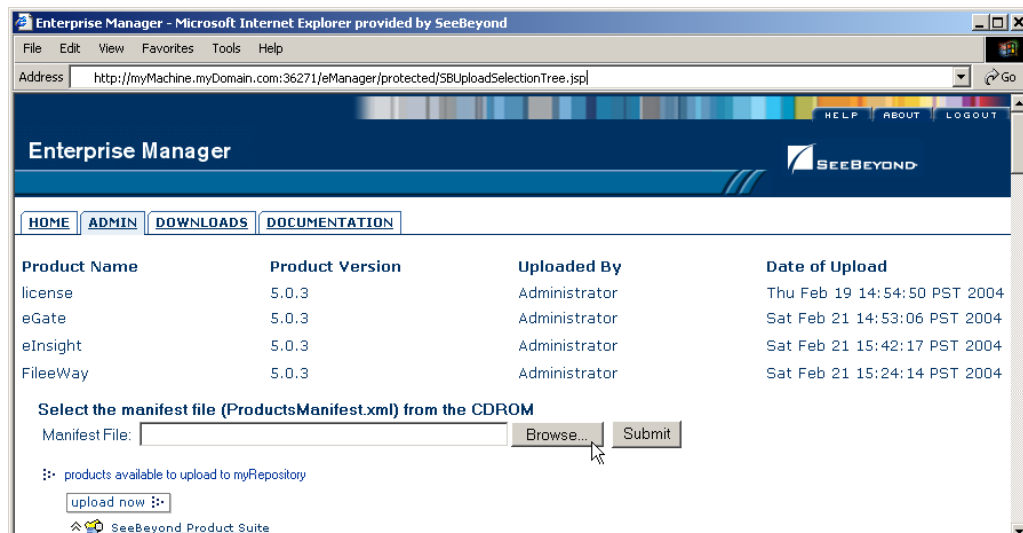 Enterprise Manager - Microsoft Internet Explorer provided by SeeBeyond
File Edit View Favorites Tools Help
Address http://myMachine.myDomain.com:36271/eManager/protected/SBUploadSelectionTree.jsp Go
HELP ABOUT LOGOUT
Enterprise Manager
SEEBEYOND
HOME ADMIN DOWNLOADS DOCUMENTATION
Product Name Product Version Uploaded By Date of Upload
license 5.0.3 Administrator Thu Feb 19 14:54:50 PST 2004
eGate 5.0.3 Administrator Sat Feb 21 14:53:06 PST 2004
eInsight 5.0.3 Administrator Sat Feb 21 15:42:17 PST 2004
FileeWay 5.0.3 Administrator Sat Feb 21 15:24:14 PST 2004
Select the manifest file (ProductsManifest.xml) from the CDROM
Manifest File: Browse... Submit
products available to upload to myRepository
upload now
SeeBeyond Product Suite